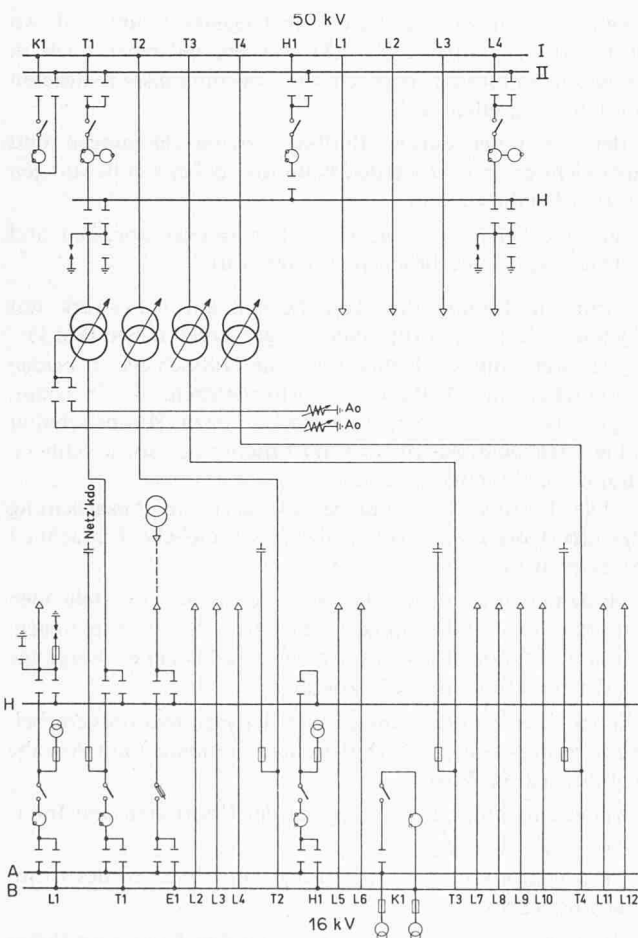 50 kV
K1 T1 T2 T3 T4 H1 L1 L2 L3 L4
I
II
H
Ao
Ao
Netz'kdo
H
A
B
L1 T1 E1 L2 L3 L4 T2 H1 L5 L6 K1 T3 L7 L8 L9 L10 T4 L11 L12
16 kV